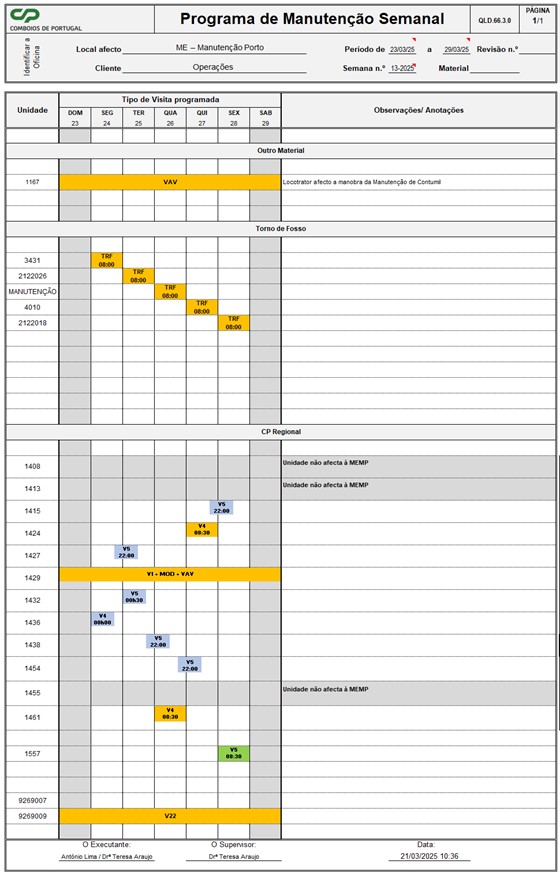 CP
COMBOIOS DE PORTUGAL
Programa de Manutenção Semanal
QLD.66.3.0
PÁGINA
1/1
Identificar a Oficina
Local afecto ME – Manutenção Porto
Periodo de 23/03/25 a 29/03/25 Revisão n.º
Cliente Operações
Semana n.º 13-2025 Material
Unidade
Tipo de Visita programada
Observações/ Anotações
DOM SEG TER QUA QUI SEX SAB
23 24 25 26 27 28 29
Outro Material
1167 VAV Locotrator afecto a manobra da Manutenção de Contumil
Torno de Fosso
3431 TRF 08:00
2122026 TRF 08:00
MANUTENÇÃO TRF 08:00
4010 TRF 08:00
2122018 TRF 08:00
CP Regional
1408 Unidade não afecta à MEMP
1413 Unidade não afecta à MEMP
1415 V5 22:00
1424 V4 08:30
1427 V5 22:00
1429 VI + MOD + VAV
1432 V5 00h30
1436 V4 00h00
1438 V5 22:00
1454 V5 22:00
1455 Unidade não afecta à MEMP
1461 V4 08:30
1557 V5 08:30
9269007
9269009 V22
O Executante: O Supervisor: Data:
António Lima / Drª Teresa Araujo Drª Teresa Araujo 21/03/2025 10:36